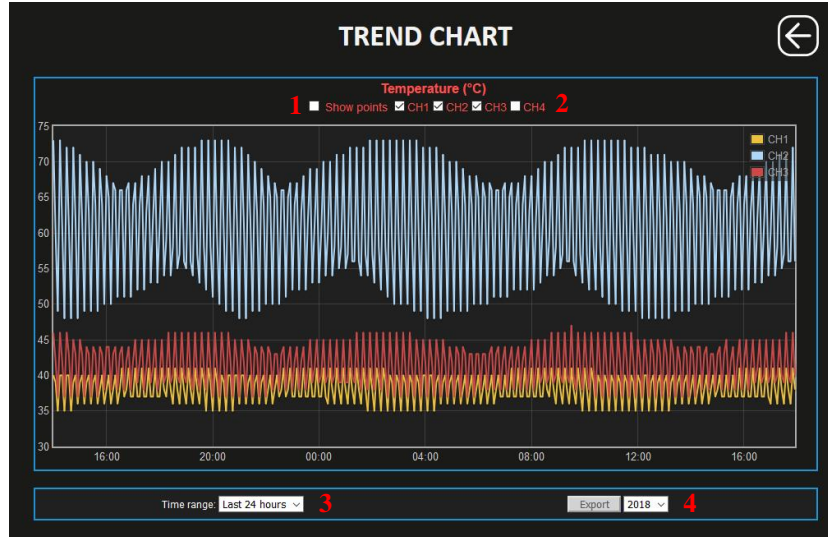 TREND CHART
Temperature (°C)
1 Show points CH1 CH2 CH3 CH4 2
75
70
65
60
55
50
45
40
35
30
CH1
CH2
CH3
16:00 20:00 00:00 04:00 08:00 12:00 16:00
Time range: Last 24 hours 3 Export 2018 4